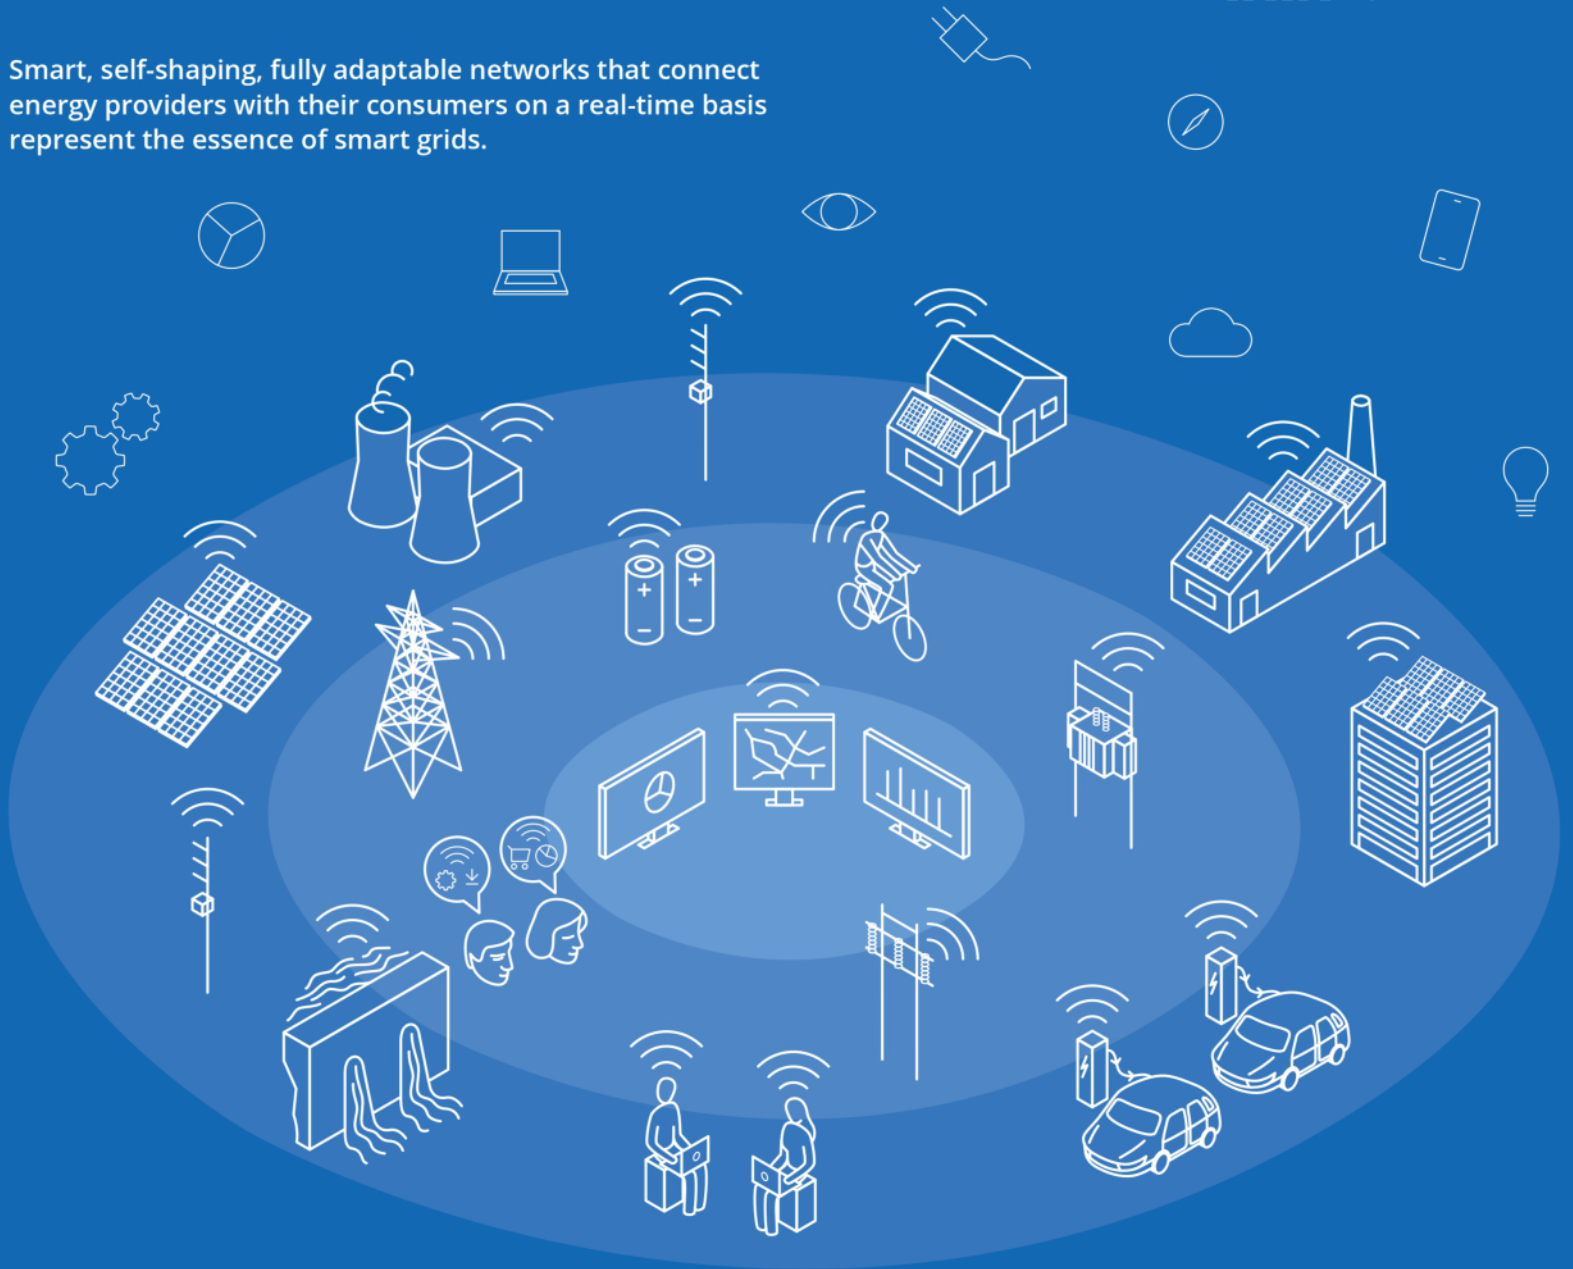 Smart, self-shaping, fully adaptable networks that connect
energy providers with their consumers on a real-time basis
represent the essence of smart grids.